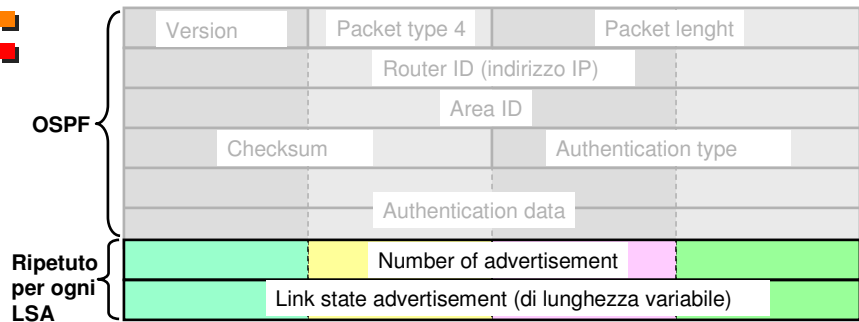 Version Packet type 4 Packet lenght
Router ID (indirizzo IP)
Area ID
OSPF
Checksum Authentication type
Authentication data
Ripetuto
per ogni
LSA
Number of advertisement
Link state advertisement (di lunghezza variabile)